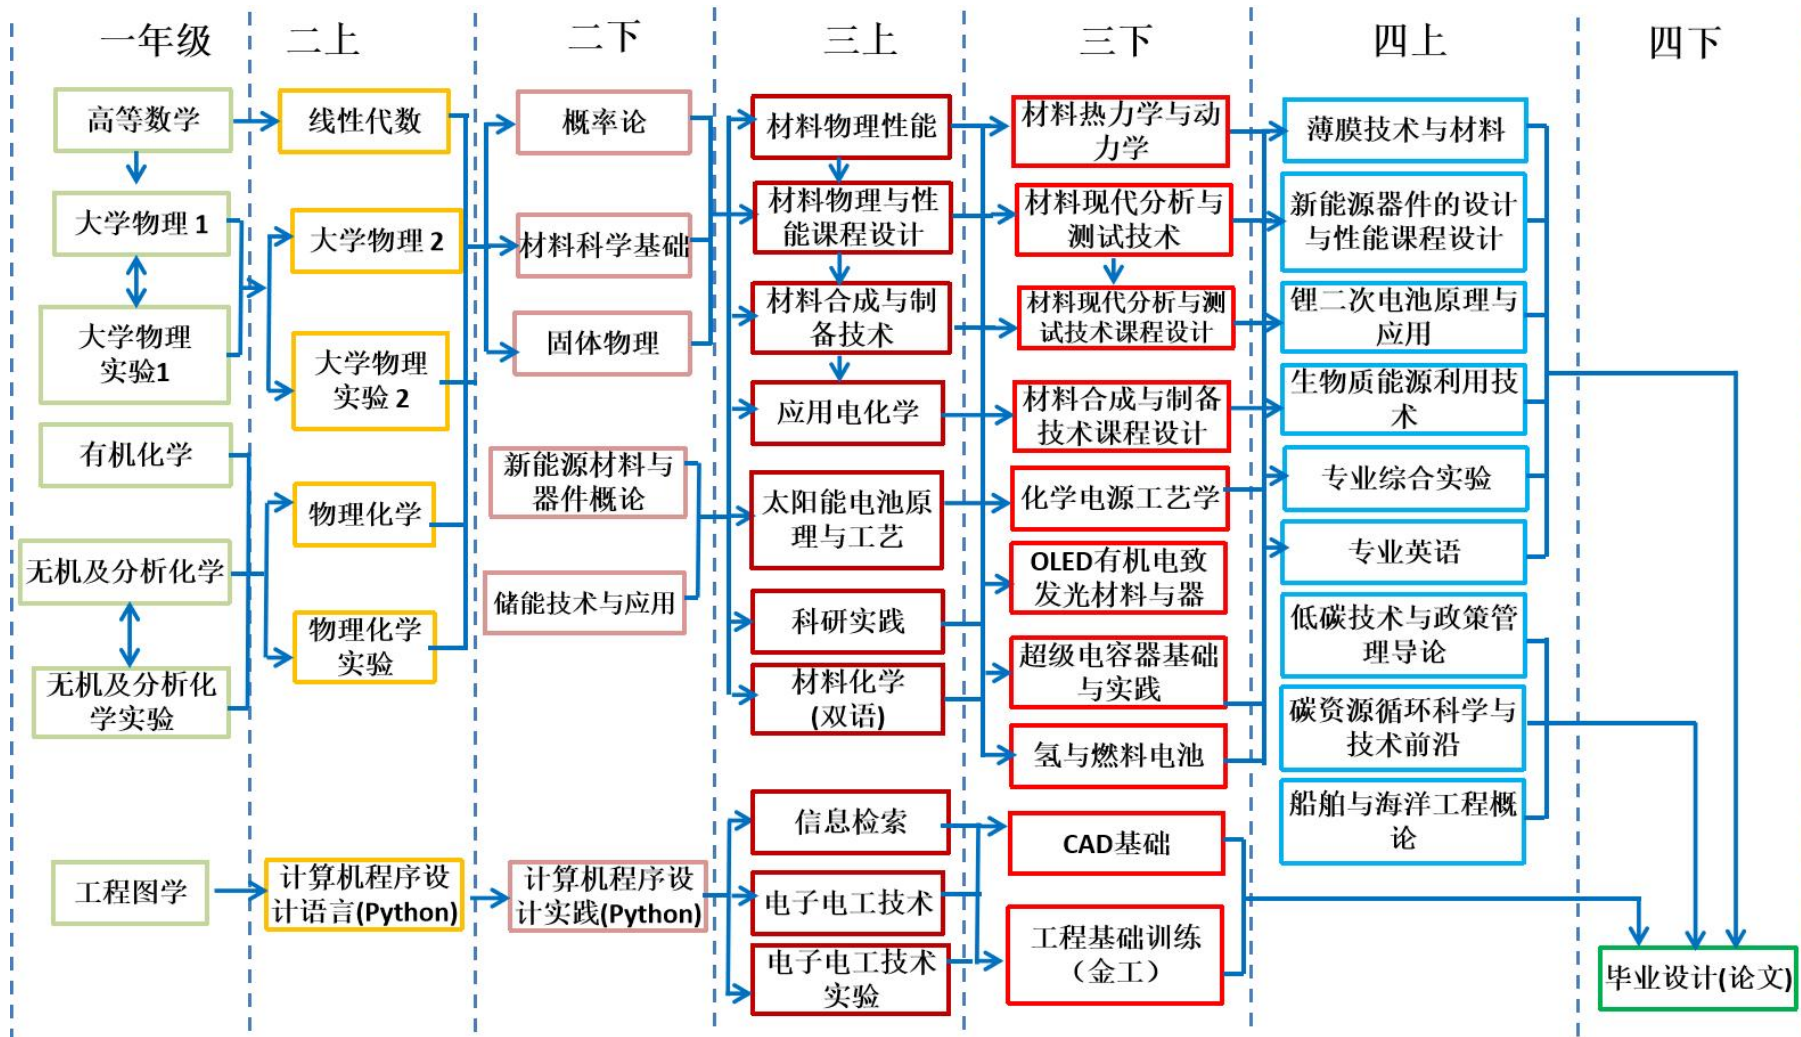 一年级
二上
二下
三上
三下
四上
四下
高等数学
大学物理 1
大学物理
实验1
有机化学
无机及分析化学
无机及分析化
学实验
工程图学
线性代数
大学物理 2
大学物理
实验 2
物理化学
物理化学
实验
计算机程序设
计语言(Python)
概率论
材料科学基础
固体物理
新能源材料与
器件概论
储能技术与应用
计算机程序设
计实践(Python)
材料物理性能
材料物理与性
能课程设计
材料合成与制
备技术
应用电化学
太阳能电池原
理与工艺
科研实践
材料化学
(双语)
信息检索
电子电工技术
电子电工技术
实验
材料热力学与动
力学
材料现代分析与
测试技术
材料现代分析与测
试技术课程设计
材料合成与制备
技术课程设计
化学电源工艺学
OLED有机电致
发光材料与器
超级电容器基础
与实践
氢与燃料电池
CAD基础
工程基础训练
（金工）
薄膜技术与材料
新能源器件的设计
与性能课程设计
锂二次电池原理与
应用
生物质能源利用技
术
专业综合实验
专业英语
低碳技术与政策管
理导论
碳资源循环科学与
技术前沿
船舶与海洋工程概
论
毕业设计(论文)